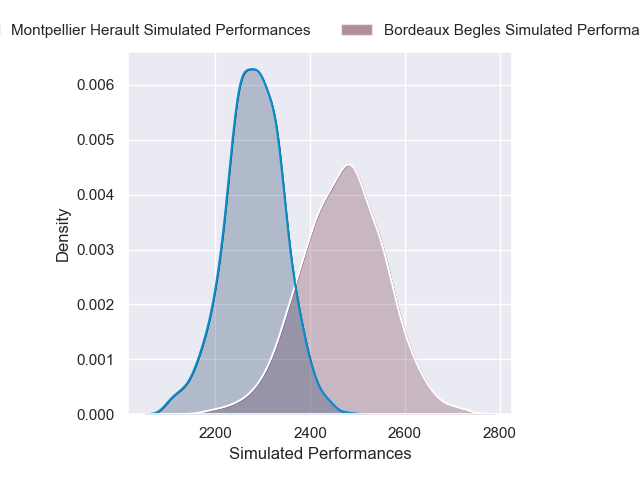 Montpellier Herault Simulated Performances
Bordeaux Begles Simulated Performa
0.006
0.005
0.004
0.003
0.002
0.001
0.000
Density
2200 2400 2600 2800
Simulated Performances